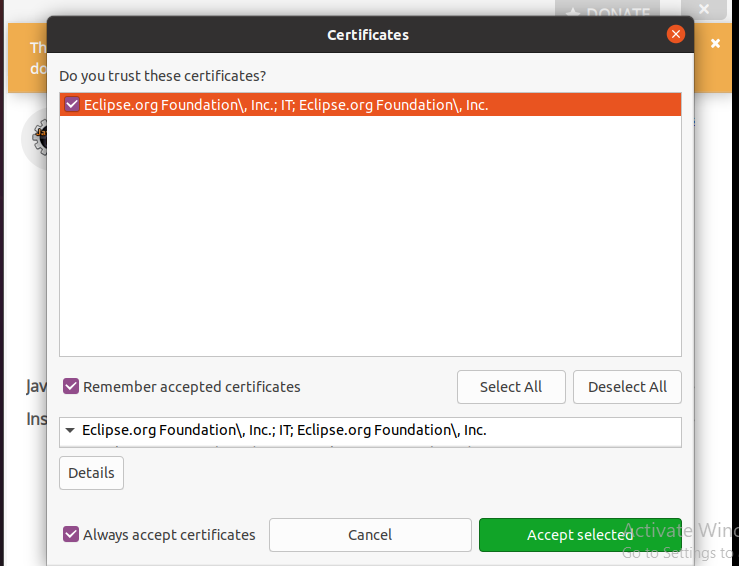 DONATE
Certificates
Th
do
Do you trust these certificates?
Eclipse.org Foundation\, Inc.; IT; Eclipse.org Foundation\, Inc.
Jav
Remember accepted certificates
Select All
Deselect All
Ins
Eclipse.org Foundation\, Inc.; IT; Eclipse.org Foundation\, Inc.
Details
Always accept certificates
Cancel
Accept selected
Activate Wind
Go to Settings to